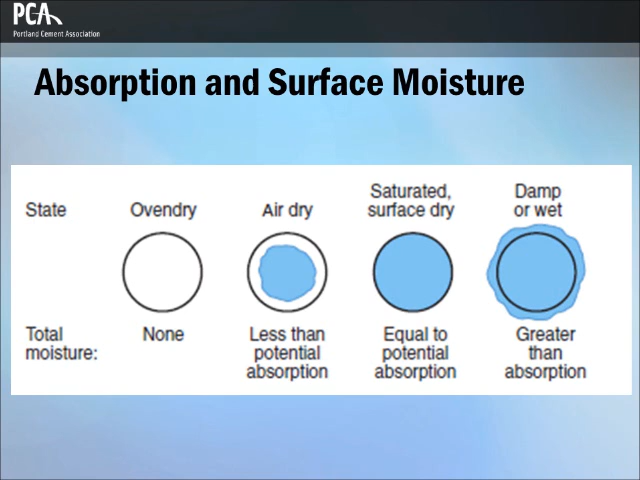 PCA
Portland Cement Association
Absorption and Surface Moisture
State
Ovendry
Air dry
Saturated,
surface dry
Damp
or wet
Total
moisture:
None
Less than
potential
absorption
Equal to
potential
absorption
Greater
than
absorption